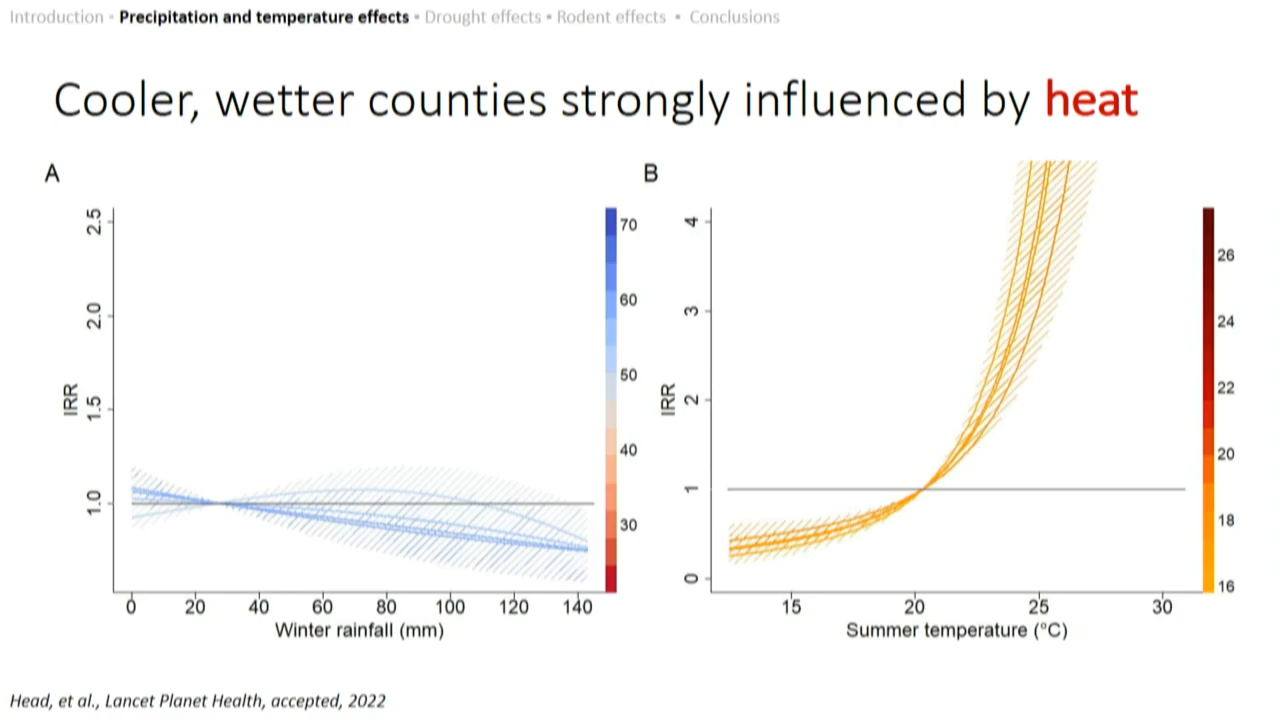 Introduction • Precipitation and temperature effects • Drought effects • Rodent effects • Conclusions
Cooler, wetter counties strongly influenced by heat
A
IRR
2.5
2.0
1.5
1.0
0 20 40 60 80 100 120 140
Winter rainfall (mm)
70
60
50
40
30
B
IRR
4
3
2
1
0
15 20 25 30
Summer temperature (°C)
26
24
22
20
18
16
Head, et al., Lancet Planet Health, accepted, 2022